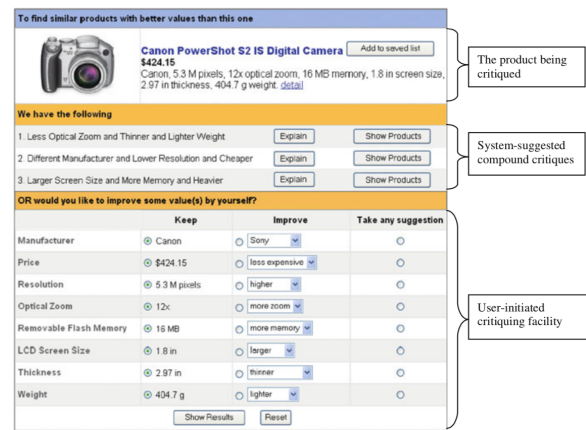 To find similar products with better values than this one
Canon PowerShot S2 IS Digital Camera Add to saved list
$424.15
Canon, 5.3 M pixels, 12x optical zoom, 16 MB memory, 1.8 in screen size,
2.97 in thickness, 404.7 g weight. detail
The product being
critiqued
We have the following
1. Less Optical Zoom and Thinner and Lighter Weight Explain Show Products
2. Different Manufacturer and Lower Resolution and Cheaper Explain Show Products
3. Larger Screen Size and More Memory and Heavier Explain Show Products
System-suggested
compound critiques
OR would you like to improve some value(s) by yourself?
Keep Improve Take any suggestion
Manufacturer Canon Sony
Price $424.15 less expensive
Resolution 5.3 M pixels higher
Optical Zoom 12x more zoom
Removable Flash Memory 16 MB more memory
LCD Screen Size 1.8 in larger
Thickness 2.97 in thinner
Weight 404.7 g lighter
Show Results Reset
User-initiated
critiquing facility